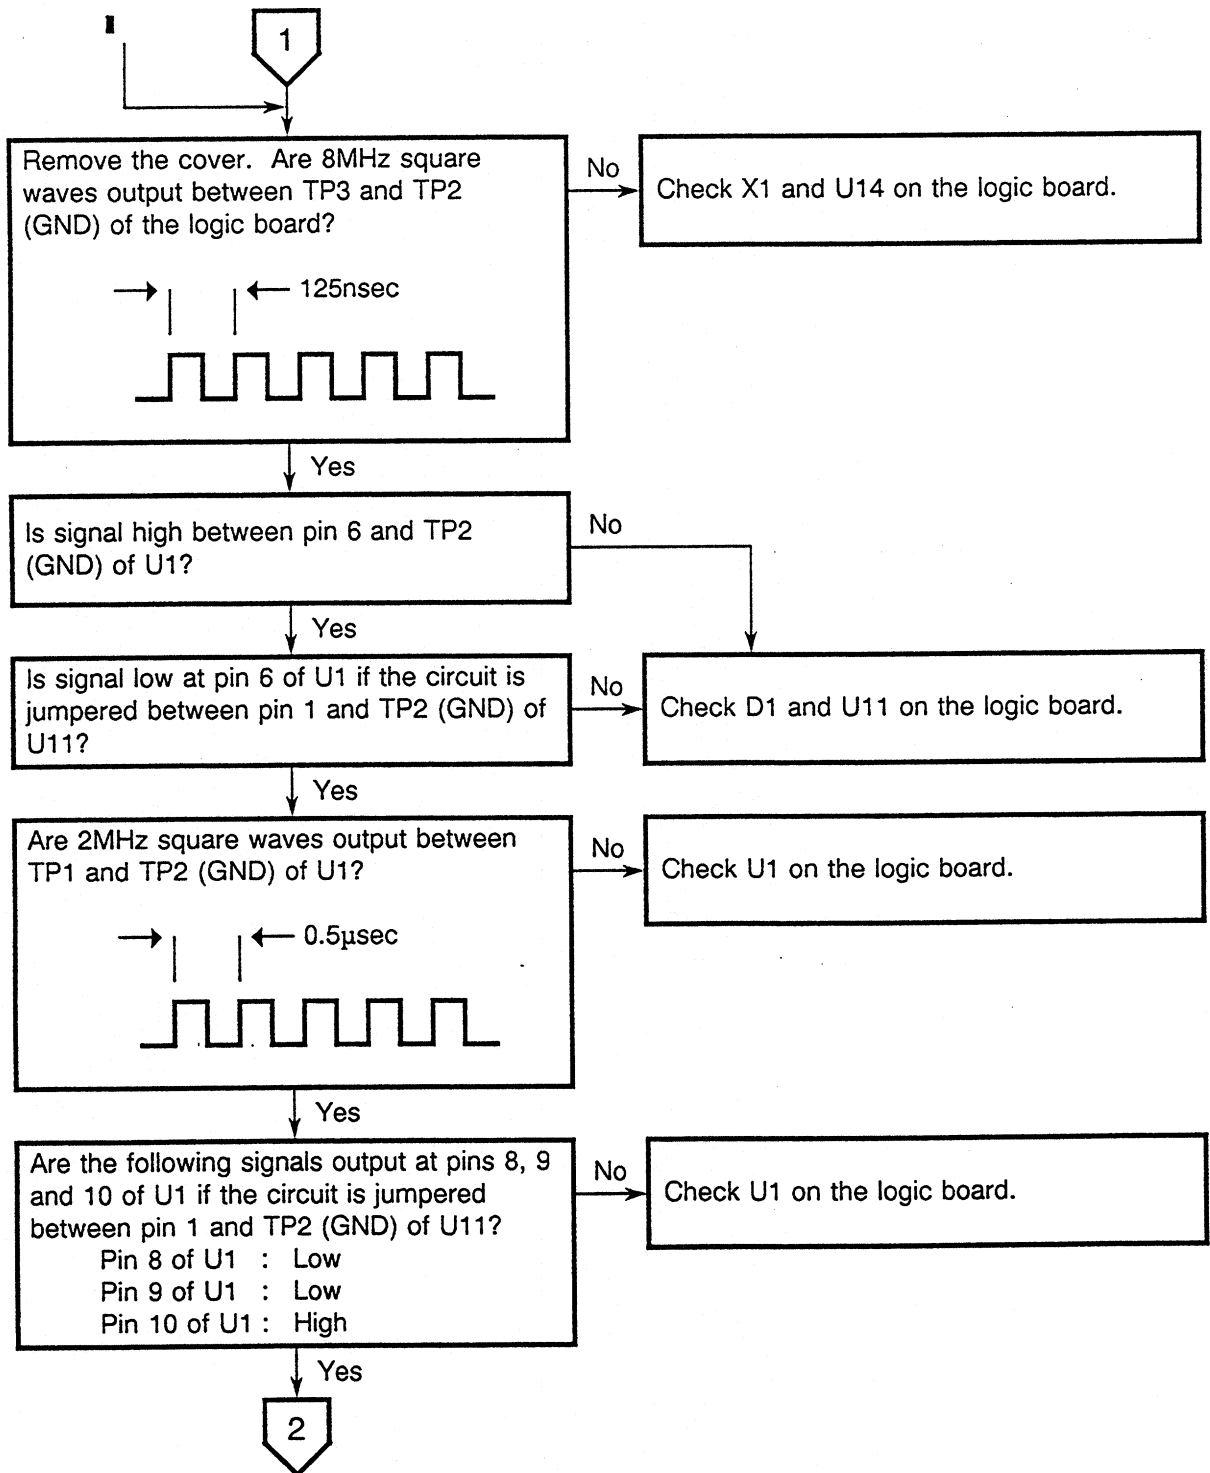 I
1
Remove the cover. Are 8MHz square
waves output between TP3 and TP2
(GND) of the logic board?
No
Check X1 and U14 on the logic board.
125nsec
Yes
Is signal high between pin 6 and TP2
(GND) of U1?
No
Yes
Is signal low at pin 6 of U1 if the circuit is
jumpered between pin 1 and TP2 (GND) of
U11?
No
Check D1 and U11 on the logic board.
Yes
Are 2MHz square waves output between
TP1 and TP2 (GND) of U1?
No
Check U1 on the logic board.
0.5µsec
Yes
Are the following signals output at pins 8, 9
and 10 of U1 if the circuit is jumpered
between pin 1 and TP2 (GND) of U11?
Pin 8 of U1 : Low
Pin 9 of U1 : Low
Pin 10 of U1 : High
No
Check U1 on the logic board.
Yes
2